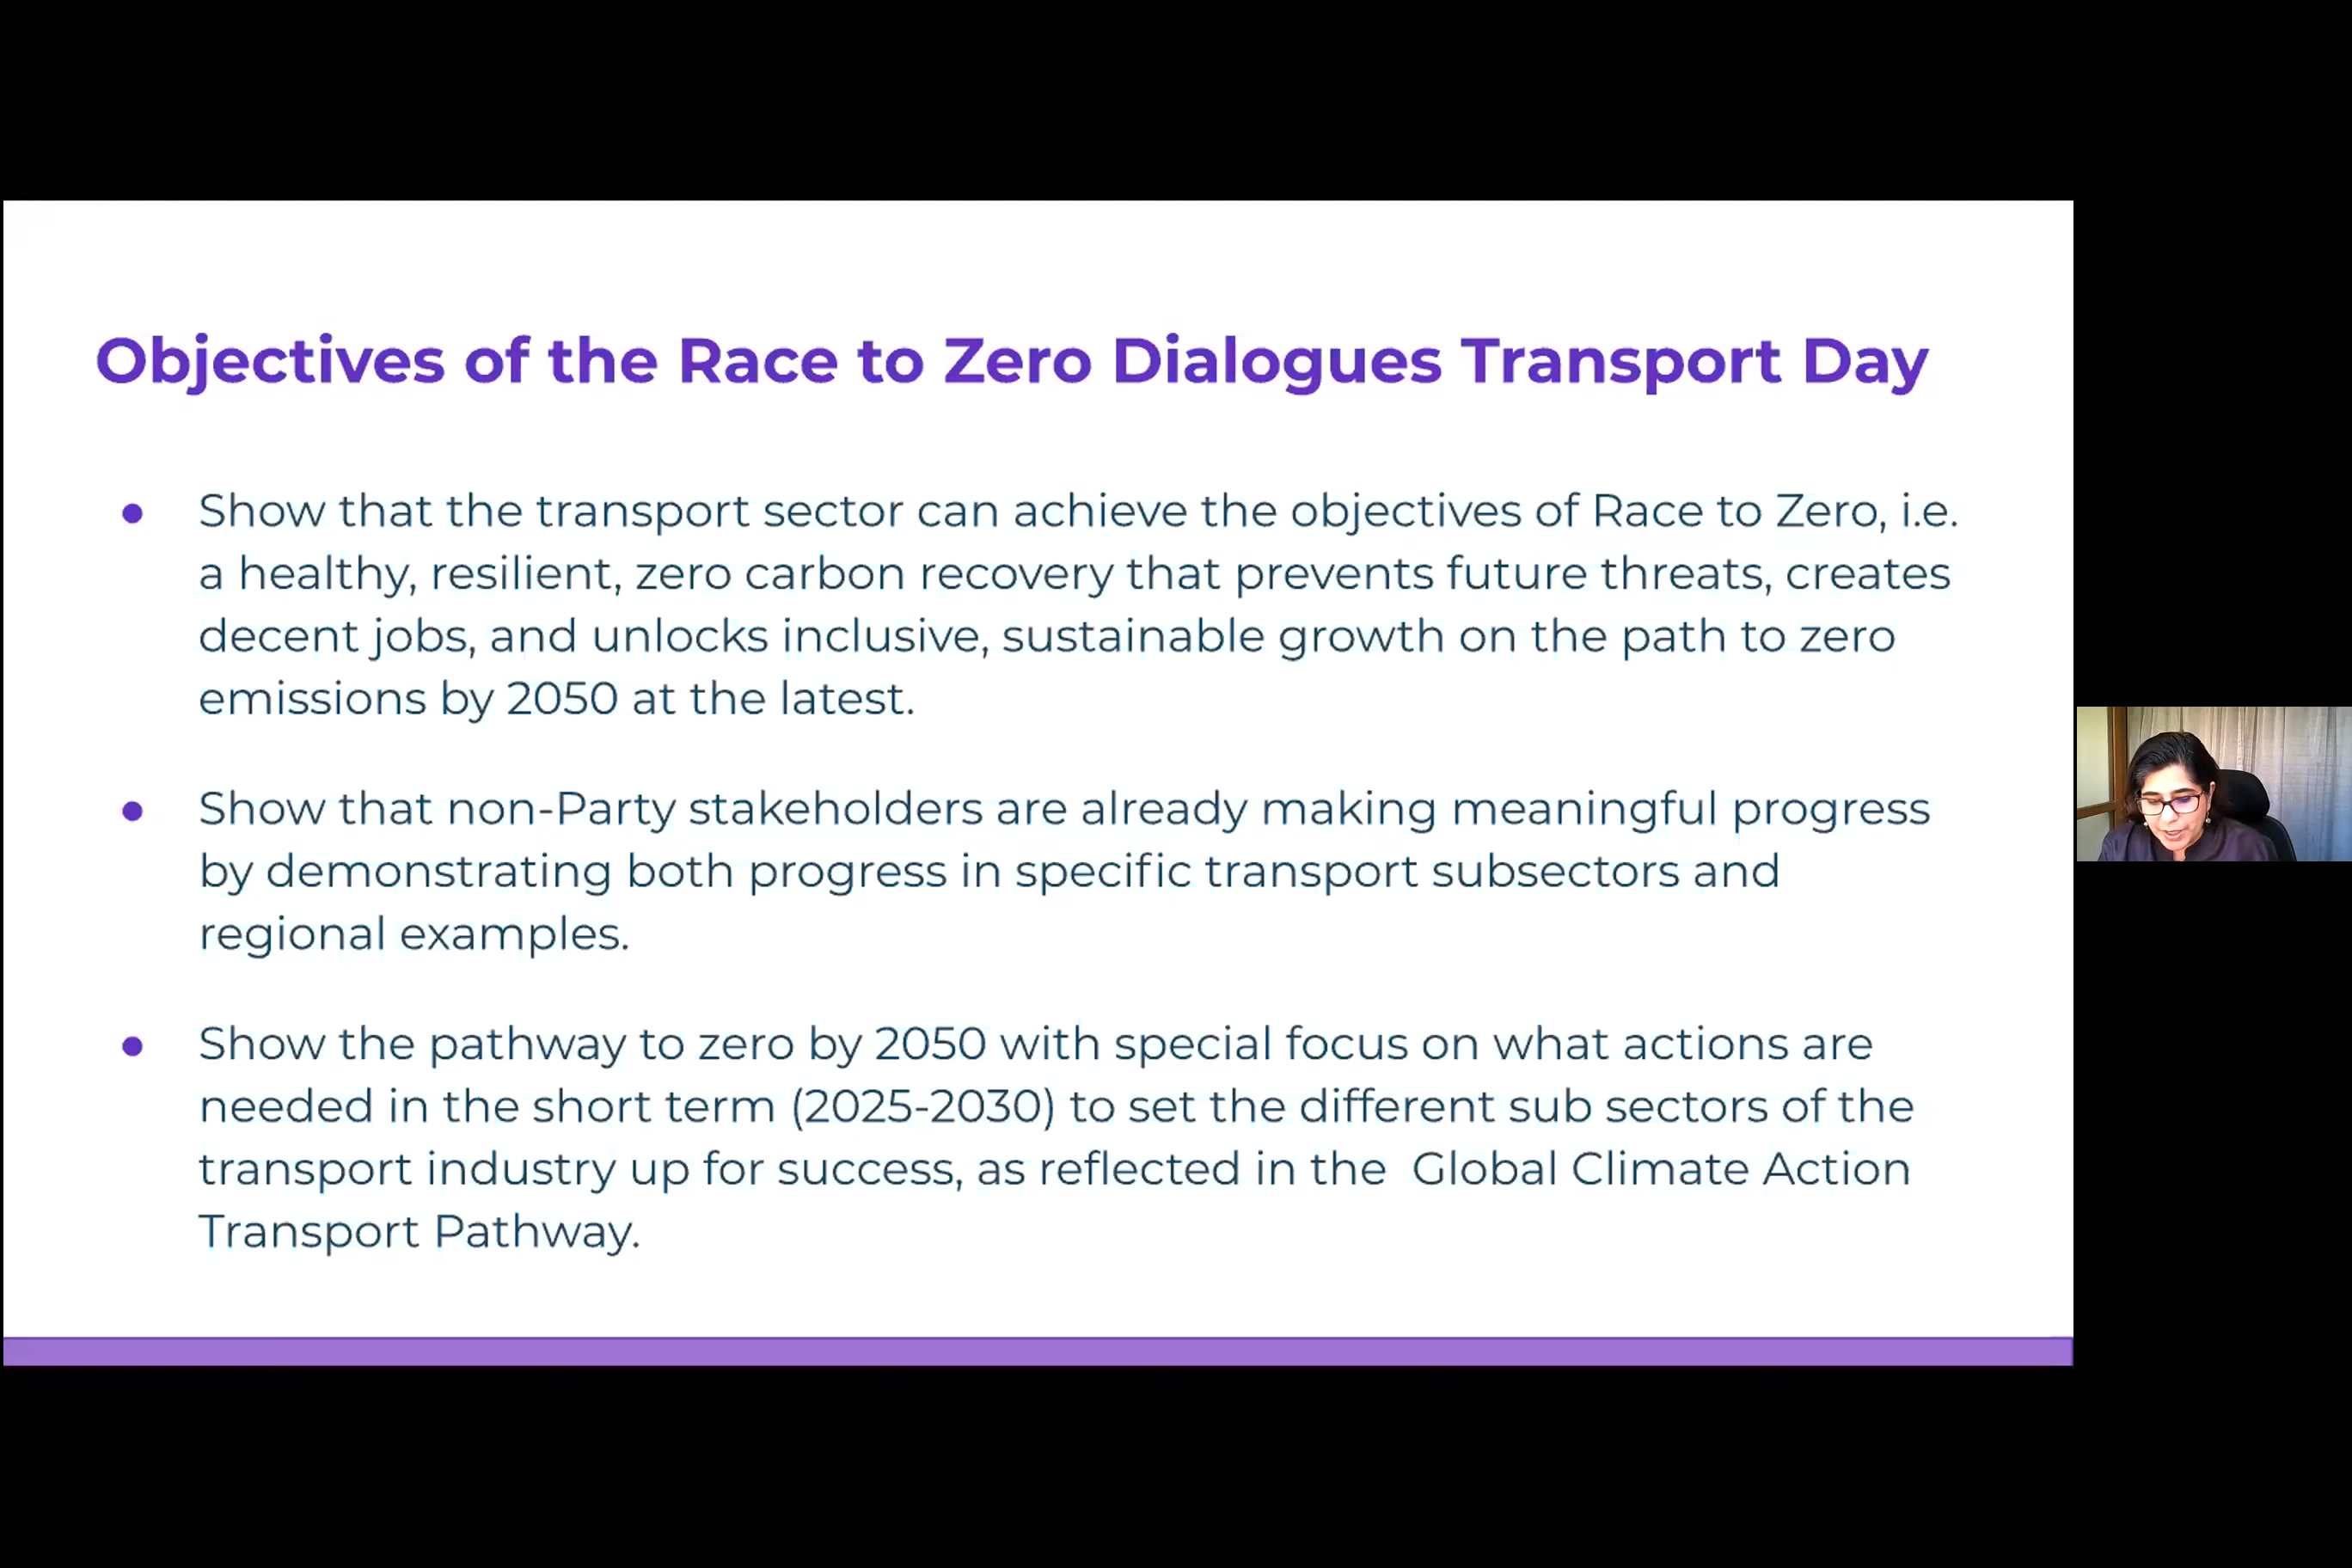 Objectives of the Race to Zero Dialogues Transport Day
● Show that the transport sector can achieve the objectives of Race to Zero, i.e.
a healthy, resilient, zero carbon recovery that prevents future threats, creates
decent jobs, and unlocks inclusive, sustainable growth on the path to zero
emissions by 2050 at the latest.
● Show that non-Party stakeholders are already making meaningful progress
by demonstrating both progress in specific transport subsectors and
regional examples.
● Show the pathway to zero by 2050 with special focus on what actions are
needed in the short term (2025-2030) to set the different sub sectors of the
transport industry up for success, as reflected in the  Global Climate Action
Transport Pathway.